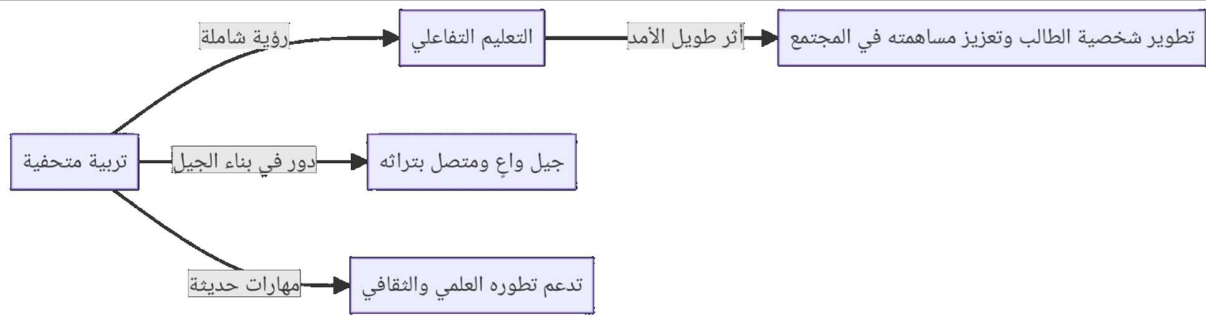 رؤية شاملة
التعليم التفاعلي
أثر طويل الأمد
تطوير شخصية الطالب وتعزيز مساهمته في المجتمع
تربية متحفية
دور في بناء الجيل
جيل واعٍ ومتصل بتراثه
مهارات حديثة
تدعم تطوره العلمي والثقافي